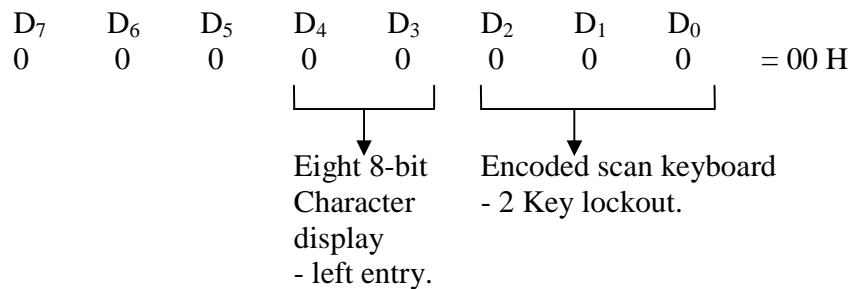 D₇ D₆ D₅ D₄ D₃ D₂ D₁ D₀
0 0 0 0 0 0 0 0 = 00 H
Eight 8-bit
Character
display
- left entry.
Encoded scan keyboard
- 2 Key lockout.